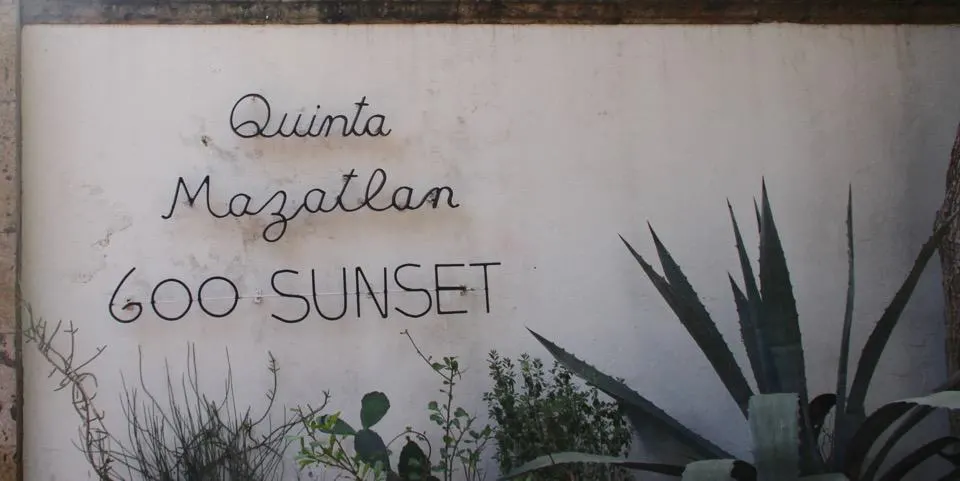 Quinta
Mazatlan
600 SUNSET